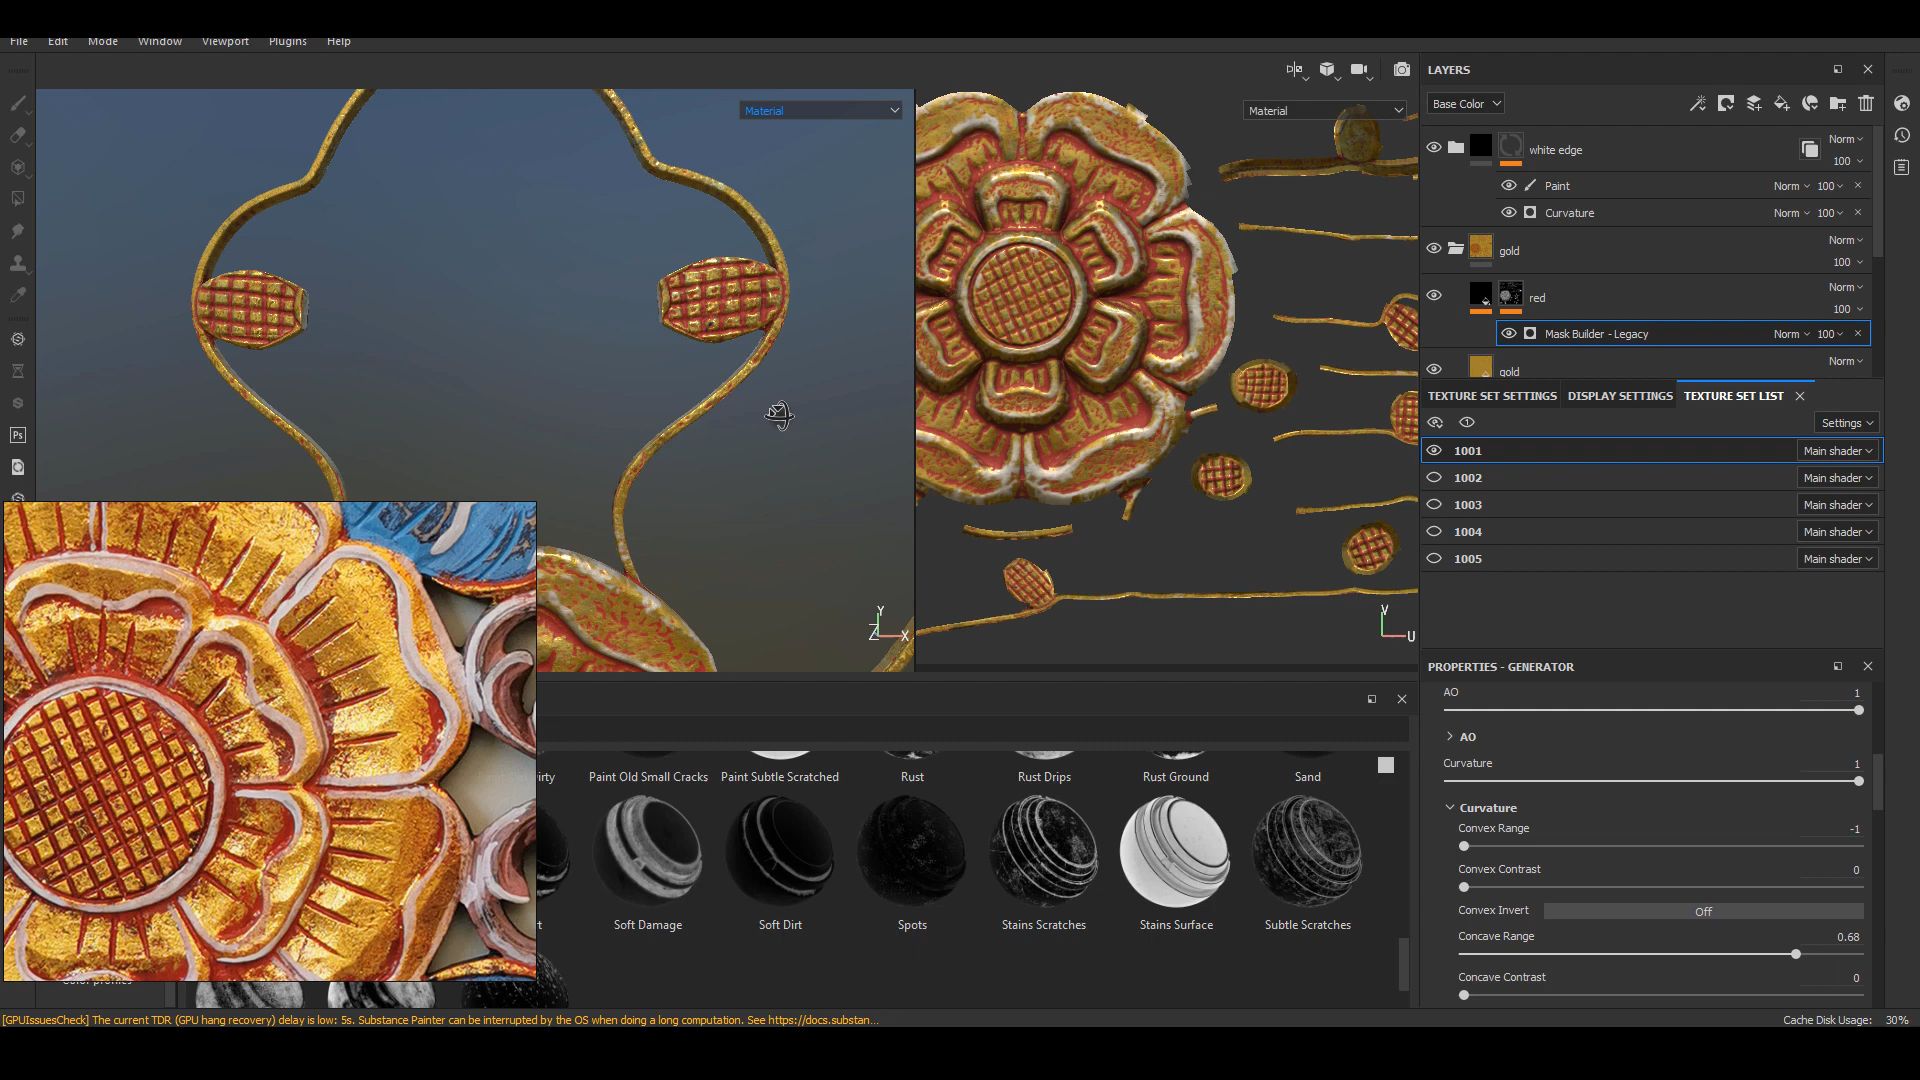 File Edit Mode Window Viewport Plugins Help
Material
Material
LAYERS
Base Color
white edge
Norm
100
Paint Norm 100
Curvature Norm 100
gold
Norm
100
red
Norm
100
Mask Builder - Legacy Norm 100
gold
Norm
TEXTURE SET SETTINGS DISPLAY SETTINGS TEXTURE SET LIST
Settings
1001 Main shader
1002 Main shader
1003 Main shader
1004 Main shader
1005 Main shader
Ps
Y
Z X
V
U
PROPERTIES - GENERATOR
AO 1
AO
Curvature 1
Curvature
Convex Range -1
Convex Contrast 0
Convex Invert Off
Concave Range 0.68
Concave Contrast 0
Paint Old Small Cracks Paint Subtle Scratched Rust Rust Drips Rust Ground Sand
Soft Damage Soft Dirt Spots Stains Scratches Stains Surface Subtle Scratches
[GPUIssuesCheck] The current TDR (GPU hang recovery) delay is low: 5s. Substance Painter can be interrupted by the OS when doing a long computation. See https://docs.substan...
Cache Disk Usage: 30%